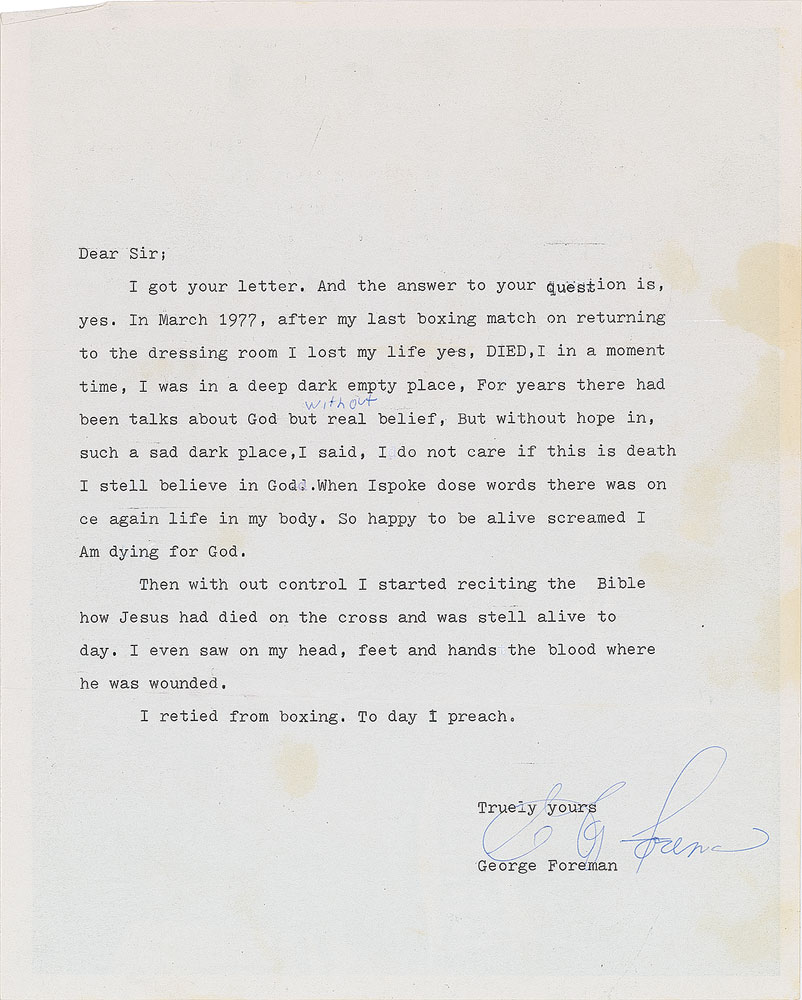 Dear Sir;
I got your letter. And the answer to your question is,
yes. In March 1977, after my last boxing match on returning
to the dressing room I lost my life yes, DIED,I in a moment
time, I was in a deep dark empty place, For years there had
without
been talks about God but real belief, But without hope in,
such a sad dark place,I said, I do not care if this is death
I stell believe in God..When Ispoke dose words there was on
ce again life in my body. So happy to be alive screamed I
Am dying for God.
Then with out control I started reciting the Bible
how Jesus had died on the cross and was stell alive to
day. I even saw on my head, feet and hands the blood where
he was wounded.
I retied from boxing. To day I preach.
Truely yours
George Foreman